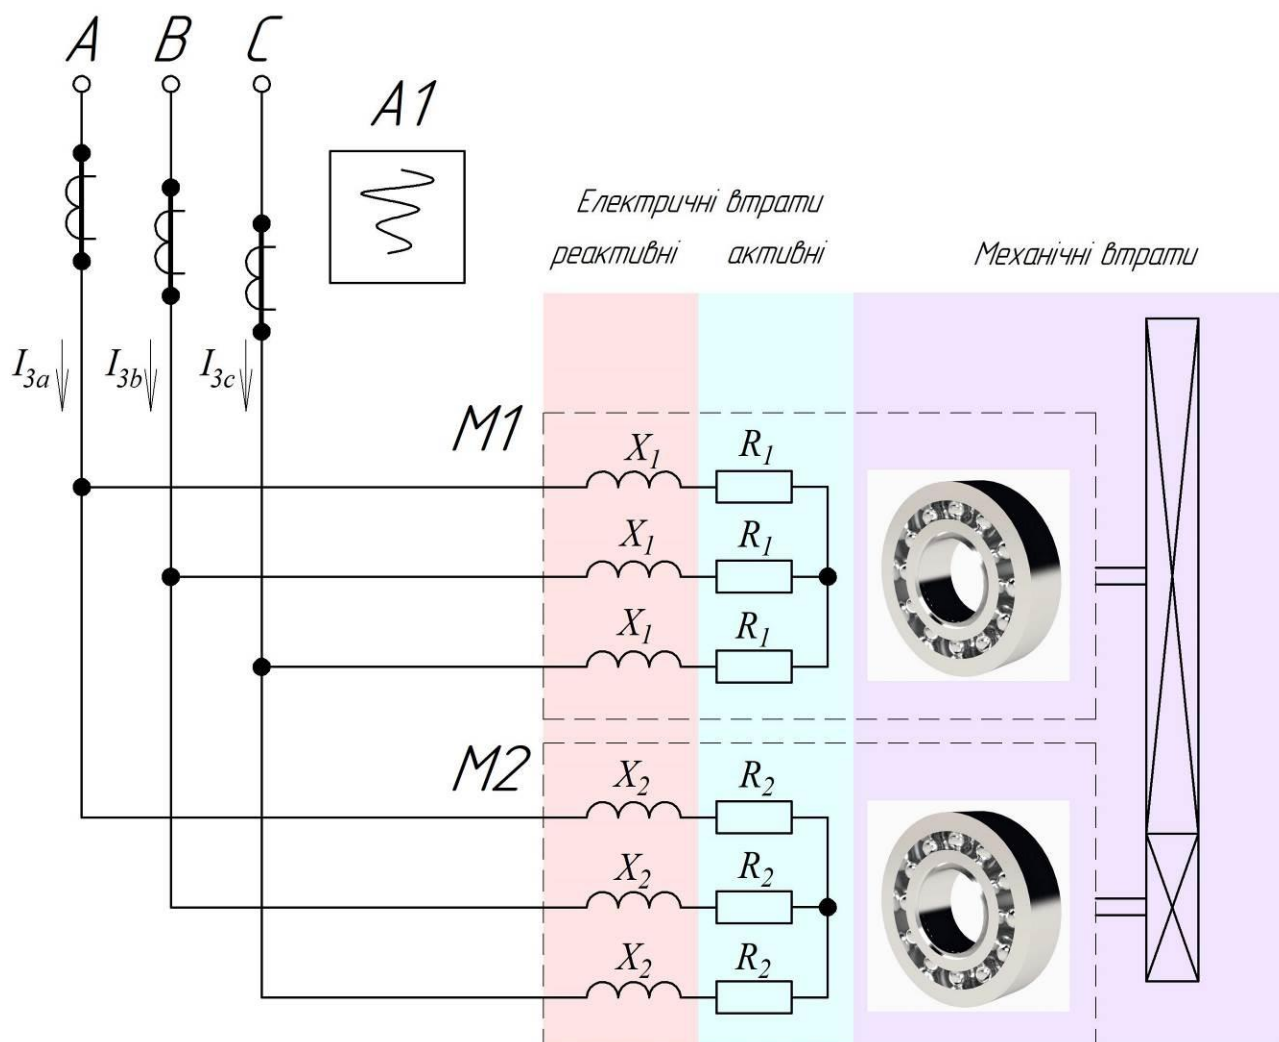 A B C
A1
Електричні втрати
реактивні активні
Механічні втрати
I3a I3b I3c
M1
X1 R1
X1 R1
X1 R1
M2
X2 R2
X2 R2
X2 R2